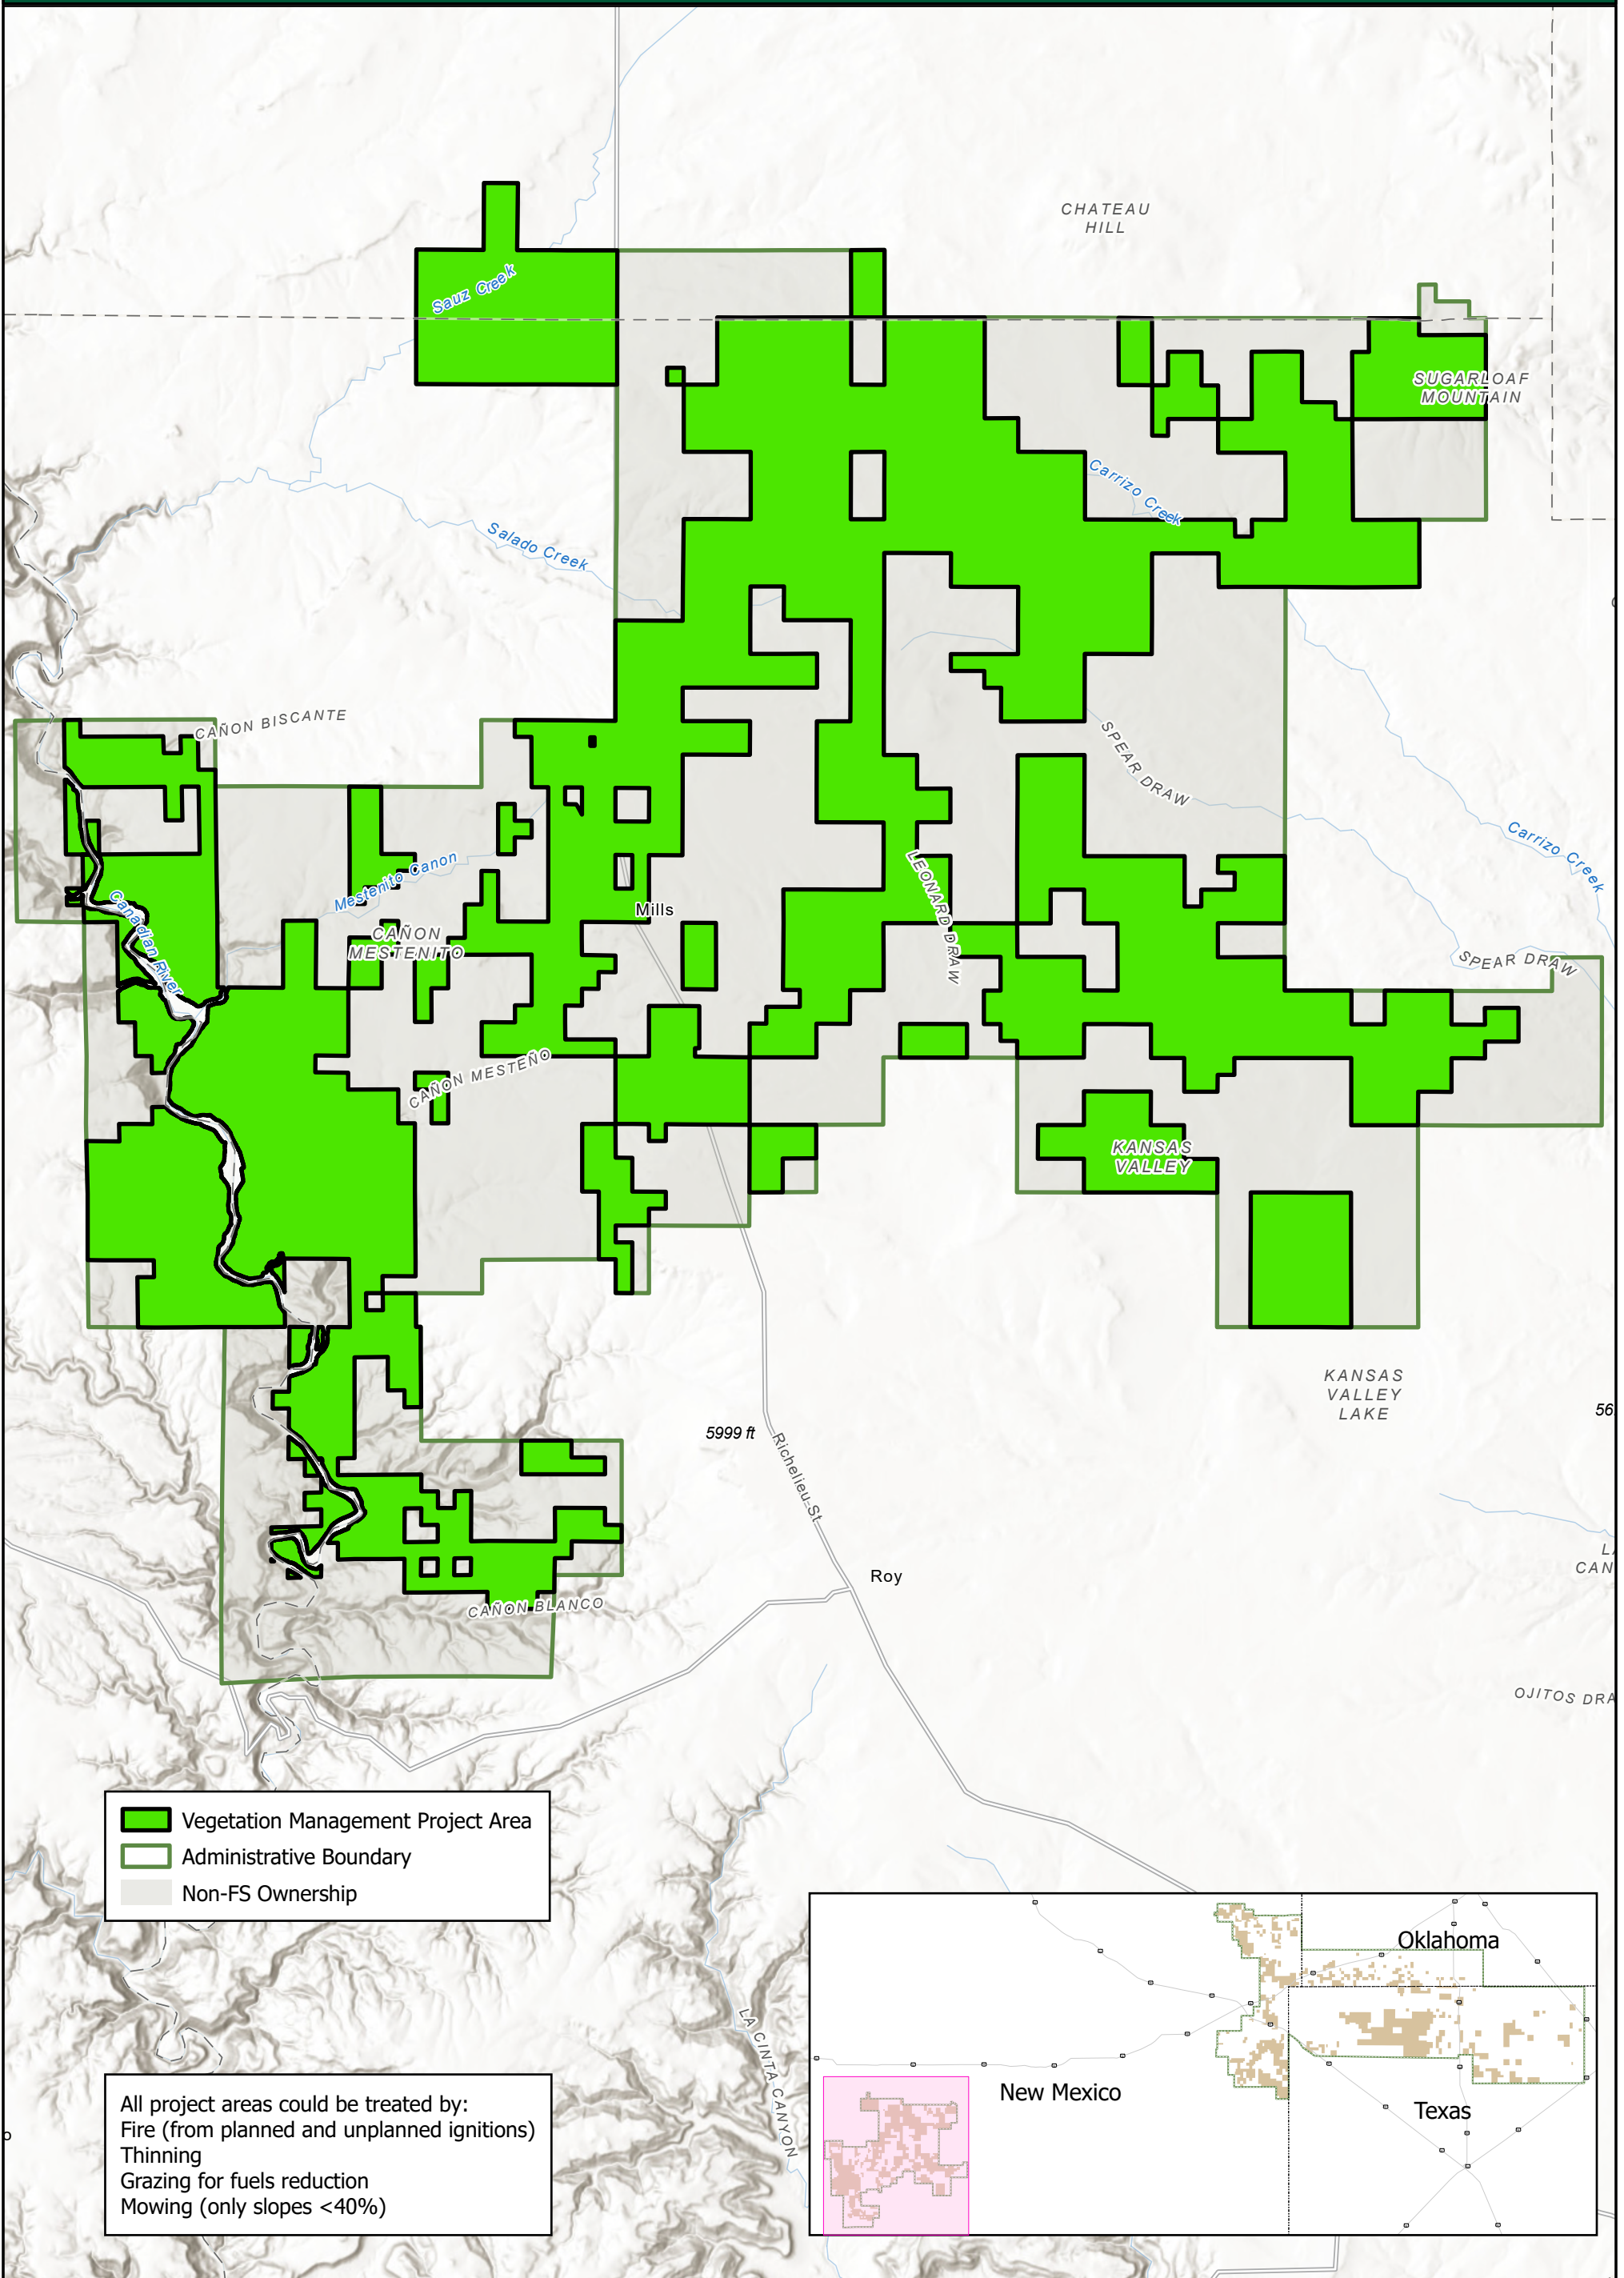 CHATEAU
HILL
Sauz Creek
SUGARLOAF
MOUNTAIN
Carrizo Creek
Salado Creek
CAÑON BISCANTE
SPEAR DRAW
Carrizo Creek
LEONARD DRAW
Mestenito Canon
Canadian River
Mills
CAÑON
MESTENITO
SPEAR DRAW
CAÑON MESTEÑO
KANSAS
VALLEY
KANSAS
VALLEY
LAKE
56
5999 ft
Richelieu St
Roy
CAÑON BLANCO
OJITOS DRA
Vegetation Management Project Area
Administrative Boundary
Non-FS Ownership
LA CINTA CANYON
Oklahoma
New Mexico
Texas
All project areas could be treated by:
Fire (from planned and unplanned ignitions)
Thinning
Grazing for fuels reduction
Mowing (only slopes <40%)